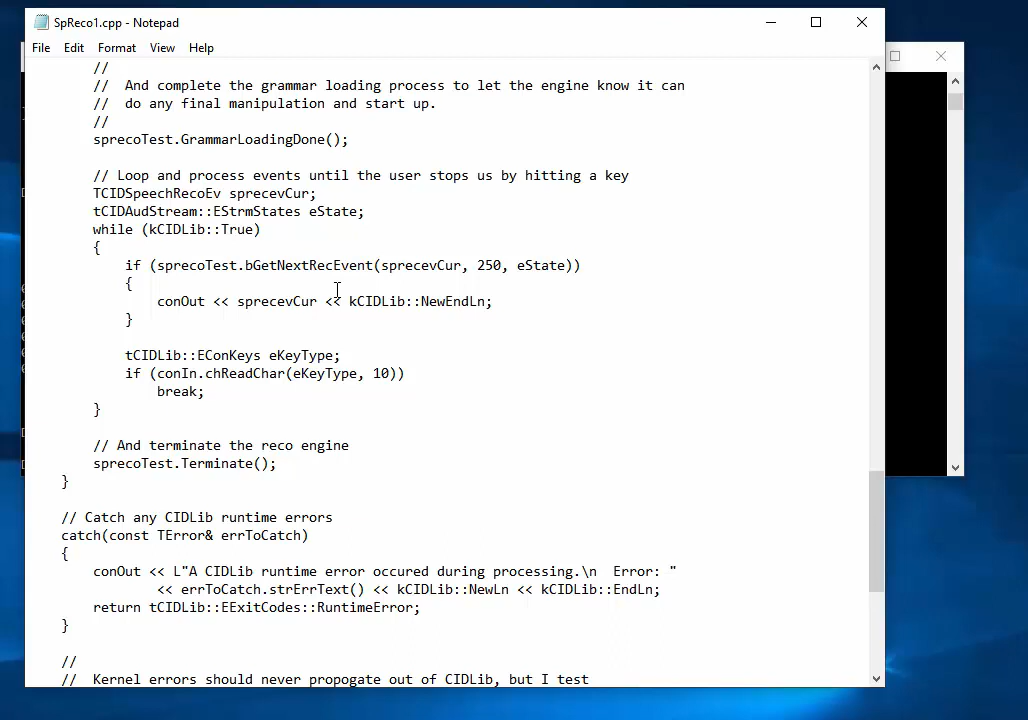 SpReco1.cpp - Notepad
File Edit Format View Help
//
// And complete the grammar loading process to let the engine know it can
// do any final manipulation and start up.
//
sprecoTest.GrammarLoadingDone();
// Loop and process events until the user stops us by hitting a key
TCIDSpeechRecoEv sprecevCur;
tCIDAudStream::EStrmStates eState;
while (kCIDLib::True)
{
if (sprecoTest.bGetNextRecEvent(sprecevCur, 250, eState))
{
conOut << sprecevCur << kCIDLib::NewEndLn;
}
tCIDLib::EConKeys eKeyType;
if (conIn.chReadChar(eKeyType, 10))
break;
}
// And terminate the reco engine
sprecoTest.Terminate();
}
// Catch any CIDLib runtime errors
catch(const TError& errToCatch)
{
conOut << L"A CIDLib runtime error occured during processing.\n  Error: "
<< errToCatch.strErrText() << kCIDLib::NewLn << kCIDLib::EndLn;
return tCIDLib::EExitCodes::RuntimeError;
}
//
// Kernel errors should never propogate out of CIDLib, but I test